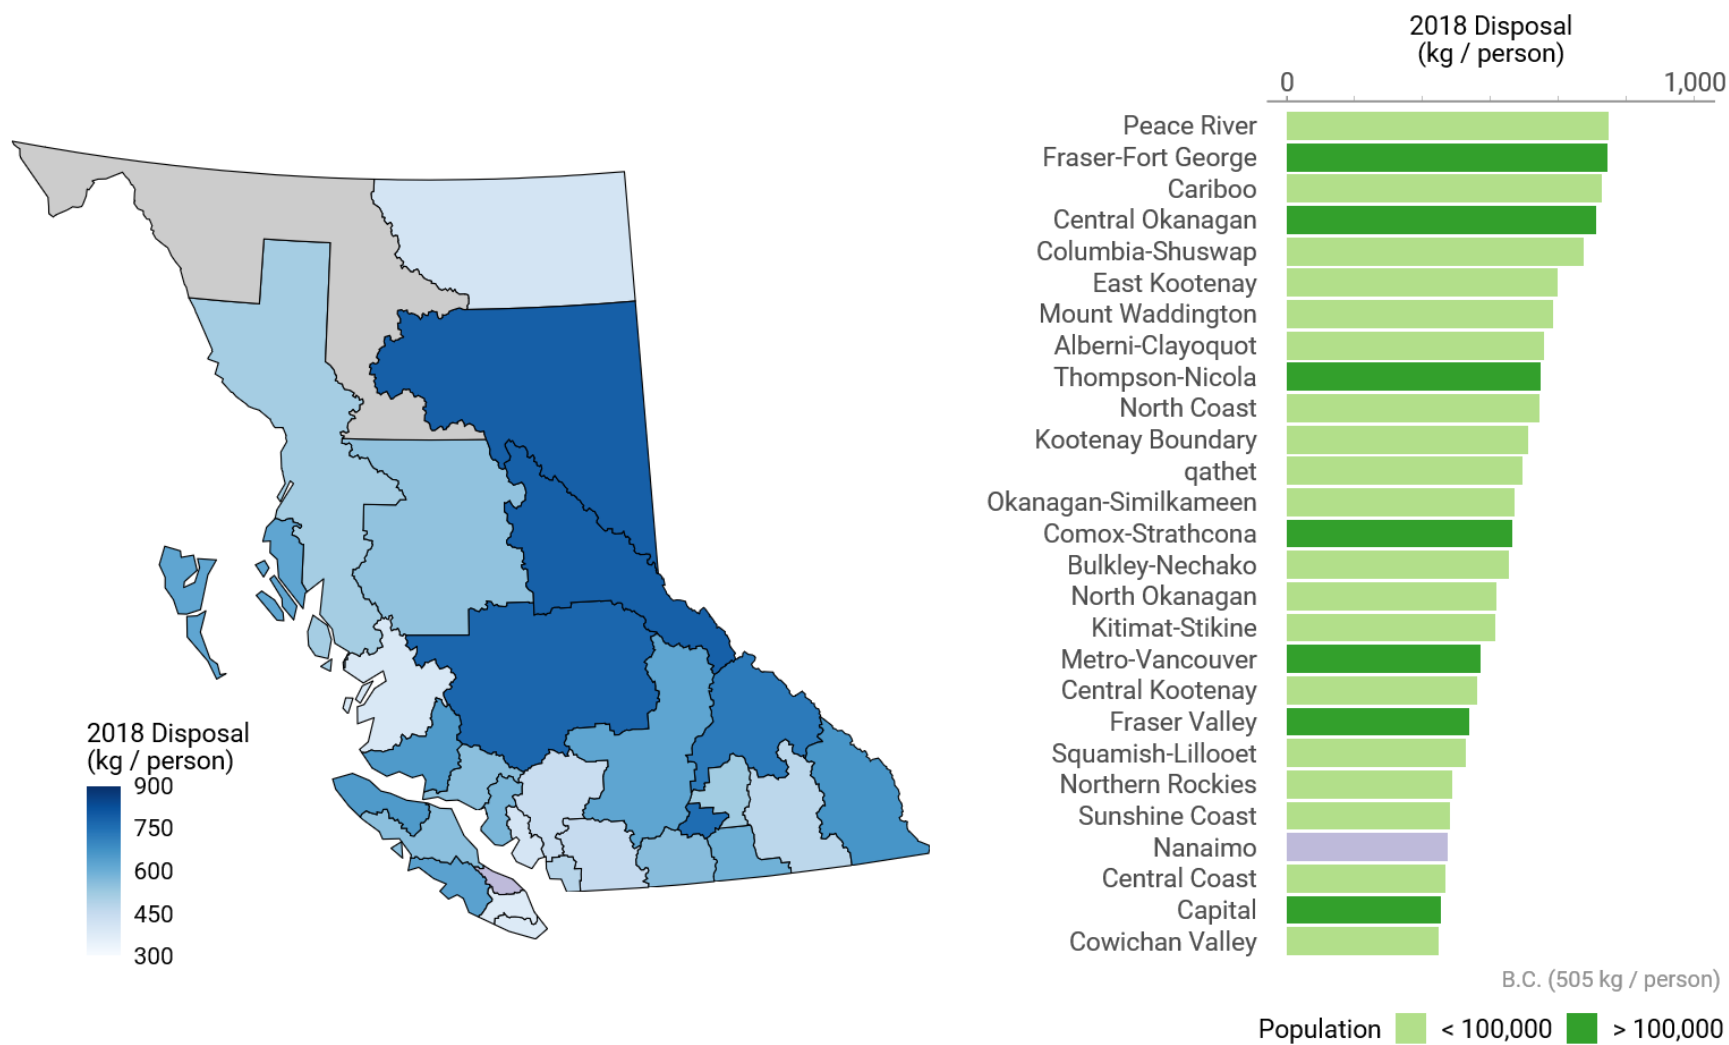 2018 Disposal
(kg / person)
0 1,000
Peace River
Fraser-Fort George
Cariboo
Central Okanagan
Columbia-Shuswap
East Kootenay
Mount Waddington
Alberni-Clayoquot
Thompson-Nicola
North Coast
Kootenay Boundary
qathet
Okanagan-Similkameen
Comox-Strathcona
Bulkley-Nechako
North Okanagan
Kitimat-Stikine
Metro-Vancouver
Central Kootenay
Fraser Valley
Squamish-Lillooet
Northern Rockies
Sunshine Coast
Nanaimo
Central Coast
Capital
Cowichan Valley
B.C. (505 kg / person)
Population < 100,000 > 100,000
2018 Disposal
(kg / person)
900
750
600
450
300